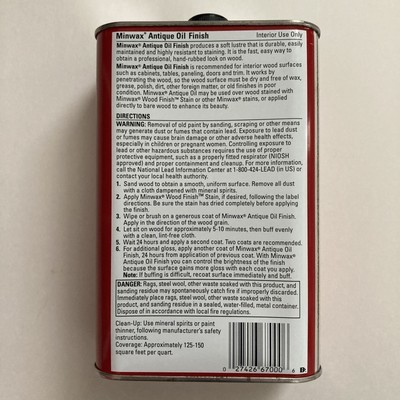 Minwax® Antique Oil Finish Interior Use Only
Minwax® Antique Oil Finish produces a soft lustre that is durable, easily
maintained and highly resistant to staining. It is the fast, easy way to
obtain a professional, hand-rubbed look on wood.
Minwax® Antique Oil Finish is recommended for interior wood surfaces
such as cabinets, tables, paneling, doors and trim. It works by
penetrating the wood, so the wood surface must be dry and free of wax,
grease, polish, dirt, other foreign matter, or old finishes in poor
condition. Minwax® Antique Oil may be used over wood stained with
Minwax® Wood Finish™ Stain or other Minwax® stains, or applied
directly to bare wood to enhance its beauty.
DIRECTIONS
WARNING: Removal of old paint by sanding, scraping or other means
may generate dust or fumes that contain lead. Exposure to lead dust
or fumes may cause brain damage or other adverse health effects,
especially in children or pregnant women. Controlling exposure to
lead or other hazardous substances requires the use of proper
protective equipment, such as a properly fitted respirator (NIOSH
approved) and proper containment and cleanup. For more information,
call the National Lead Information Center at 1-800-424-LEAD (in US) or
contact your local health authority.
1. Sand wood to obtain a smooth, uniform surface. Remove all dust
with a cloth dampened with mineral spirits.
2. Apply Minwax® Wood Finish™ Stain, if desired, following the label
directions. Be sure the stain has dried completely before applying
the finish.
3. Wipe or brush on a generous coat of Minwax® Antique Oil Finish.
Apply in the direction of the wood grain.
4. Let sit on wood for approximately 5-10 minutes, then buff evenly
with a clean, lint-free cloth.
5. Wait 24 hours and apply a second coat. Two coats are recommended.
6. For additional gloss, apply another coat of Minwax® Antique Oil
Finish, 24 hours from application of previous coat. With Minwax®
Antique Oil Finish you can control the brightness of the finish
because the surface gains more gloss with each coat you apply.
Note: If buffing is difficult, recoat surface immediately and buff.
DANGER: Rags, steel wool, other waste soaked with this product, and
sanding residue may spontaneously catch fire if improperly discarded.
Immediately place rags, steel wool, other waste soaked with this
product, and sanding residue in a sealed, water-filled, metal container.
Dispose of in accordance with local fire regulations.
Clean-Up: Use mineral spirits or paint
thinner, following manufacturer's safety
instructions.
Coverage: Approximately 125-150
square feet per quart.
0 27426 67000 6